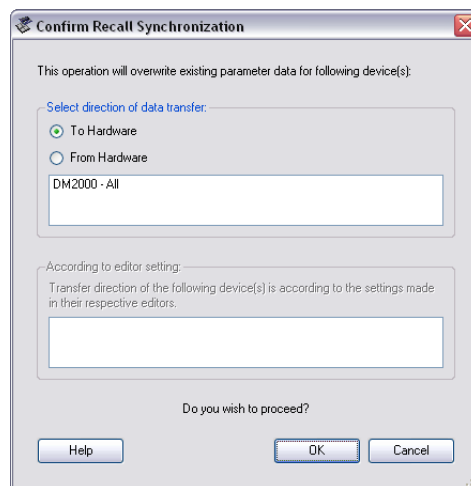 Confirm Recall Synchronization
This operation will overwrite existing parameter data for following device(s):
Select direction of data transfer:
To Hardware
From Hardware
DM2000 - All
According to editor setting:
Transfer direction of the following device(s) is according to the settings made
in their respective editors.
Do you wish to proceed?
Help OK Cancel